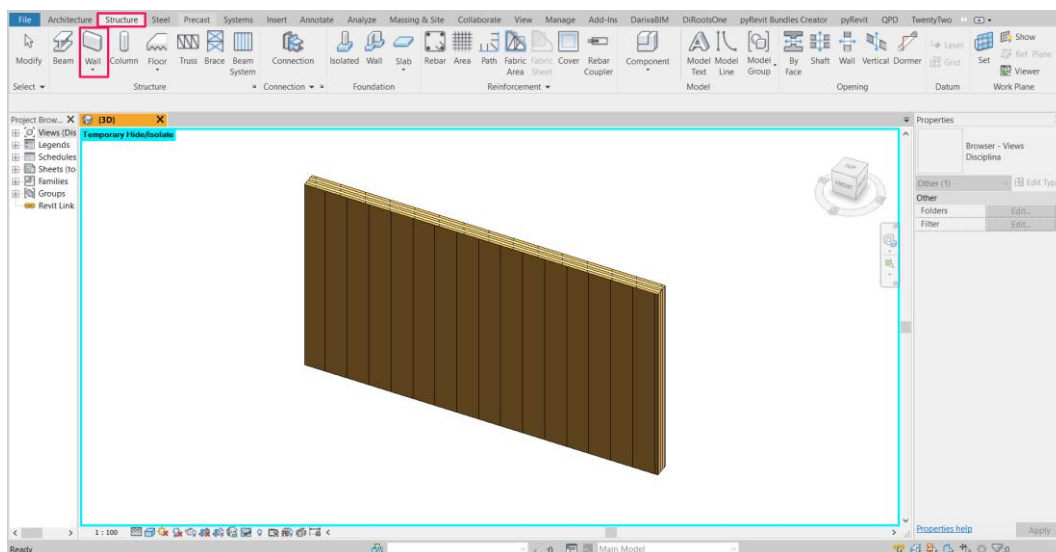 File Architecture Structure Steel Precast Systems Insert Annotate Analyze Massing & Site Collaborate View Manage Add-Ins DarivaBIM DiRootsOne pyRevit Bundles Creator pyRevit QPD TwentyTwo
Modify Beam Wall Column Floor Truss Brace Beam System Connection Isolated Wall Slab Rebar Area Path Fabric Area Fabric Sheet Cover Rebar Coupler Component Model Text Model Line Model Group By Face Shaft Wall Vertical Dormer Level Grid Set Show Ref Plane Viewer
Select Structure Connection Foundation Reinforcement Model Opening Datum Work Plane
Project Brow... X (3D) X Properties
Views (Dis
Legends
Schedules
Sheets (to
Families
Groups
Revit Link
Temporary Hide/Isolate
TOP
FRONT
Browser - Views
Disciplina
Other (1) Edit Typ
Other
Folders Edit...
Filter Edit...
1 : 100
Properties help Apply
Ready Main Model